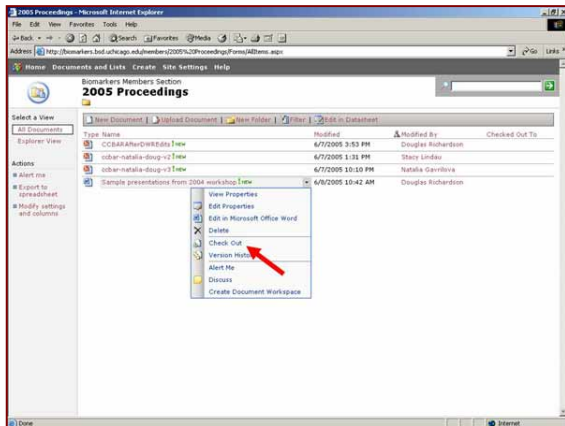 2005 Proceedings - Microsoft Internet Explorer
File Edit View Favorites Tools Help
Back Search Favorites Media
Address http://biomarkers.bsd.uchicago.edu/members/2005%20Proceedings/Forms/AllItems.aspx Go Links
Home Documents and Lists Create Site Settings Help
Biomarkers Members Section
2005 Proceedings
Select a View
All Documents
Explorer View
Actions
Alert me
Export to
spreadsheet
Modify settings
and columns
New Document | Upload Document | New Folder | Filter | Edit in Datasheet
Type Name Modified Modified By Checked Out To
CCBARAfterDWREdits ! NEW 6/7/2005 3:53 PM Douglas Richardson
ccbar-natalia-doug-v2 ! NEW 6/7/2005 1:31 PM Stacy Lindau
ccbar-natalia-doug-v3 ! NEW 6/7/2005 10:10 PM Natalia Gavrilova
Sample presentations from 2004 workshop ! NEW 6/8/2005 10:42 AM Douglas Richardson
View Properties
Edit Properties
Edit in Microsoft Office Word
Delete
Check Out
Version History
Alert Me
Discuss
Create Document Workspace
Done Internet